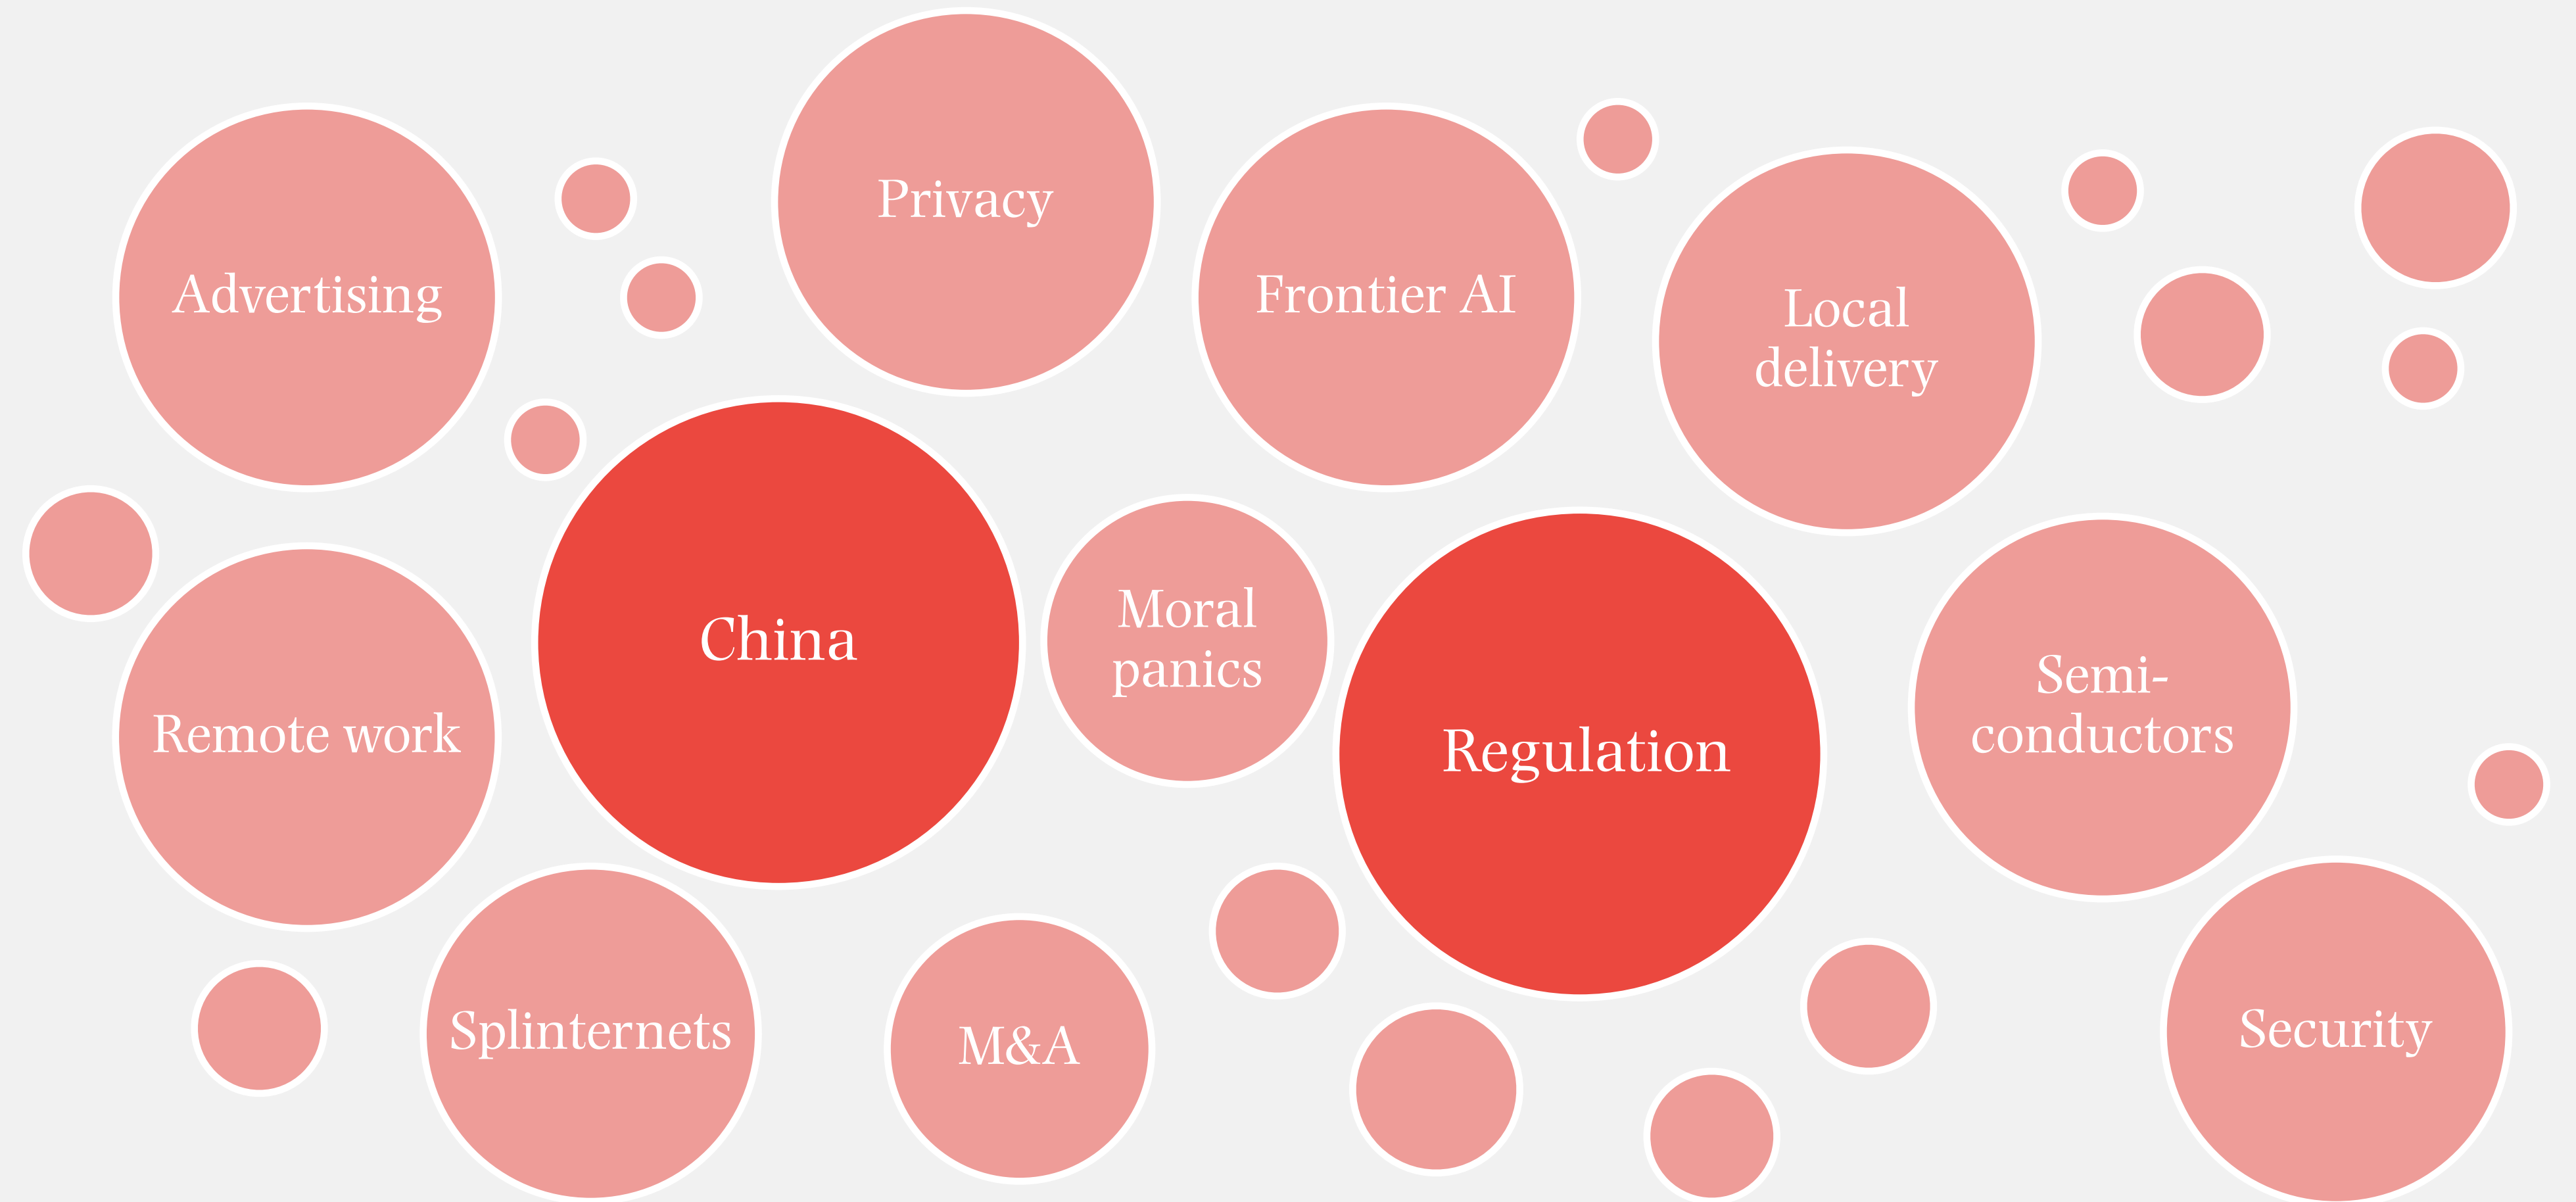 Privacy
Advertising
Frontier AI
Local
delivery
China
Moral
panics
Regulation
Semi-
conductors
Remote work
Splinternets
M&A
Security